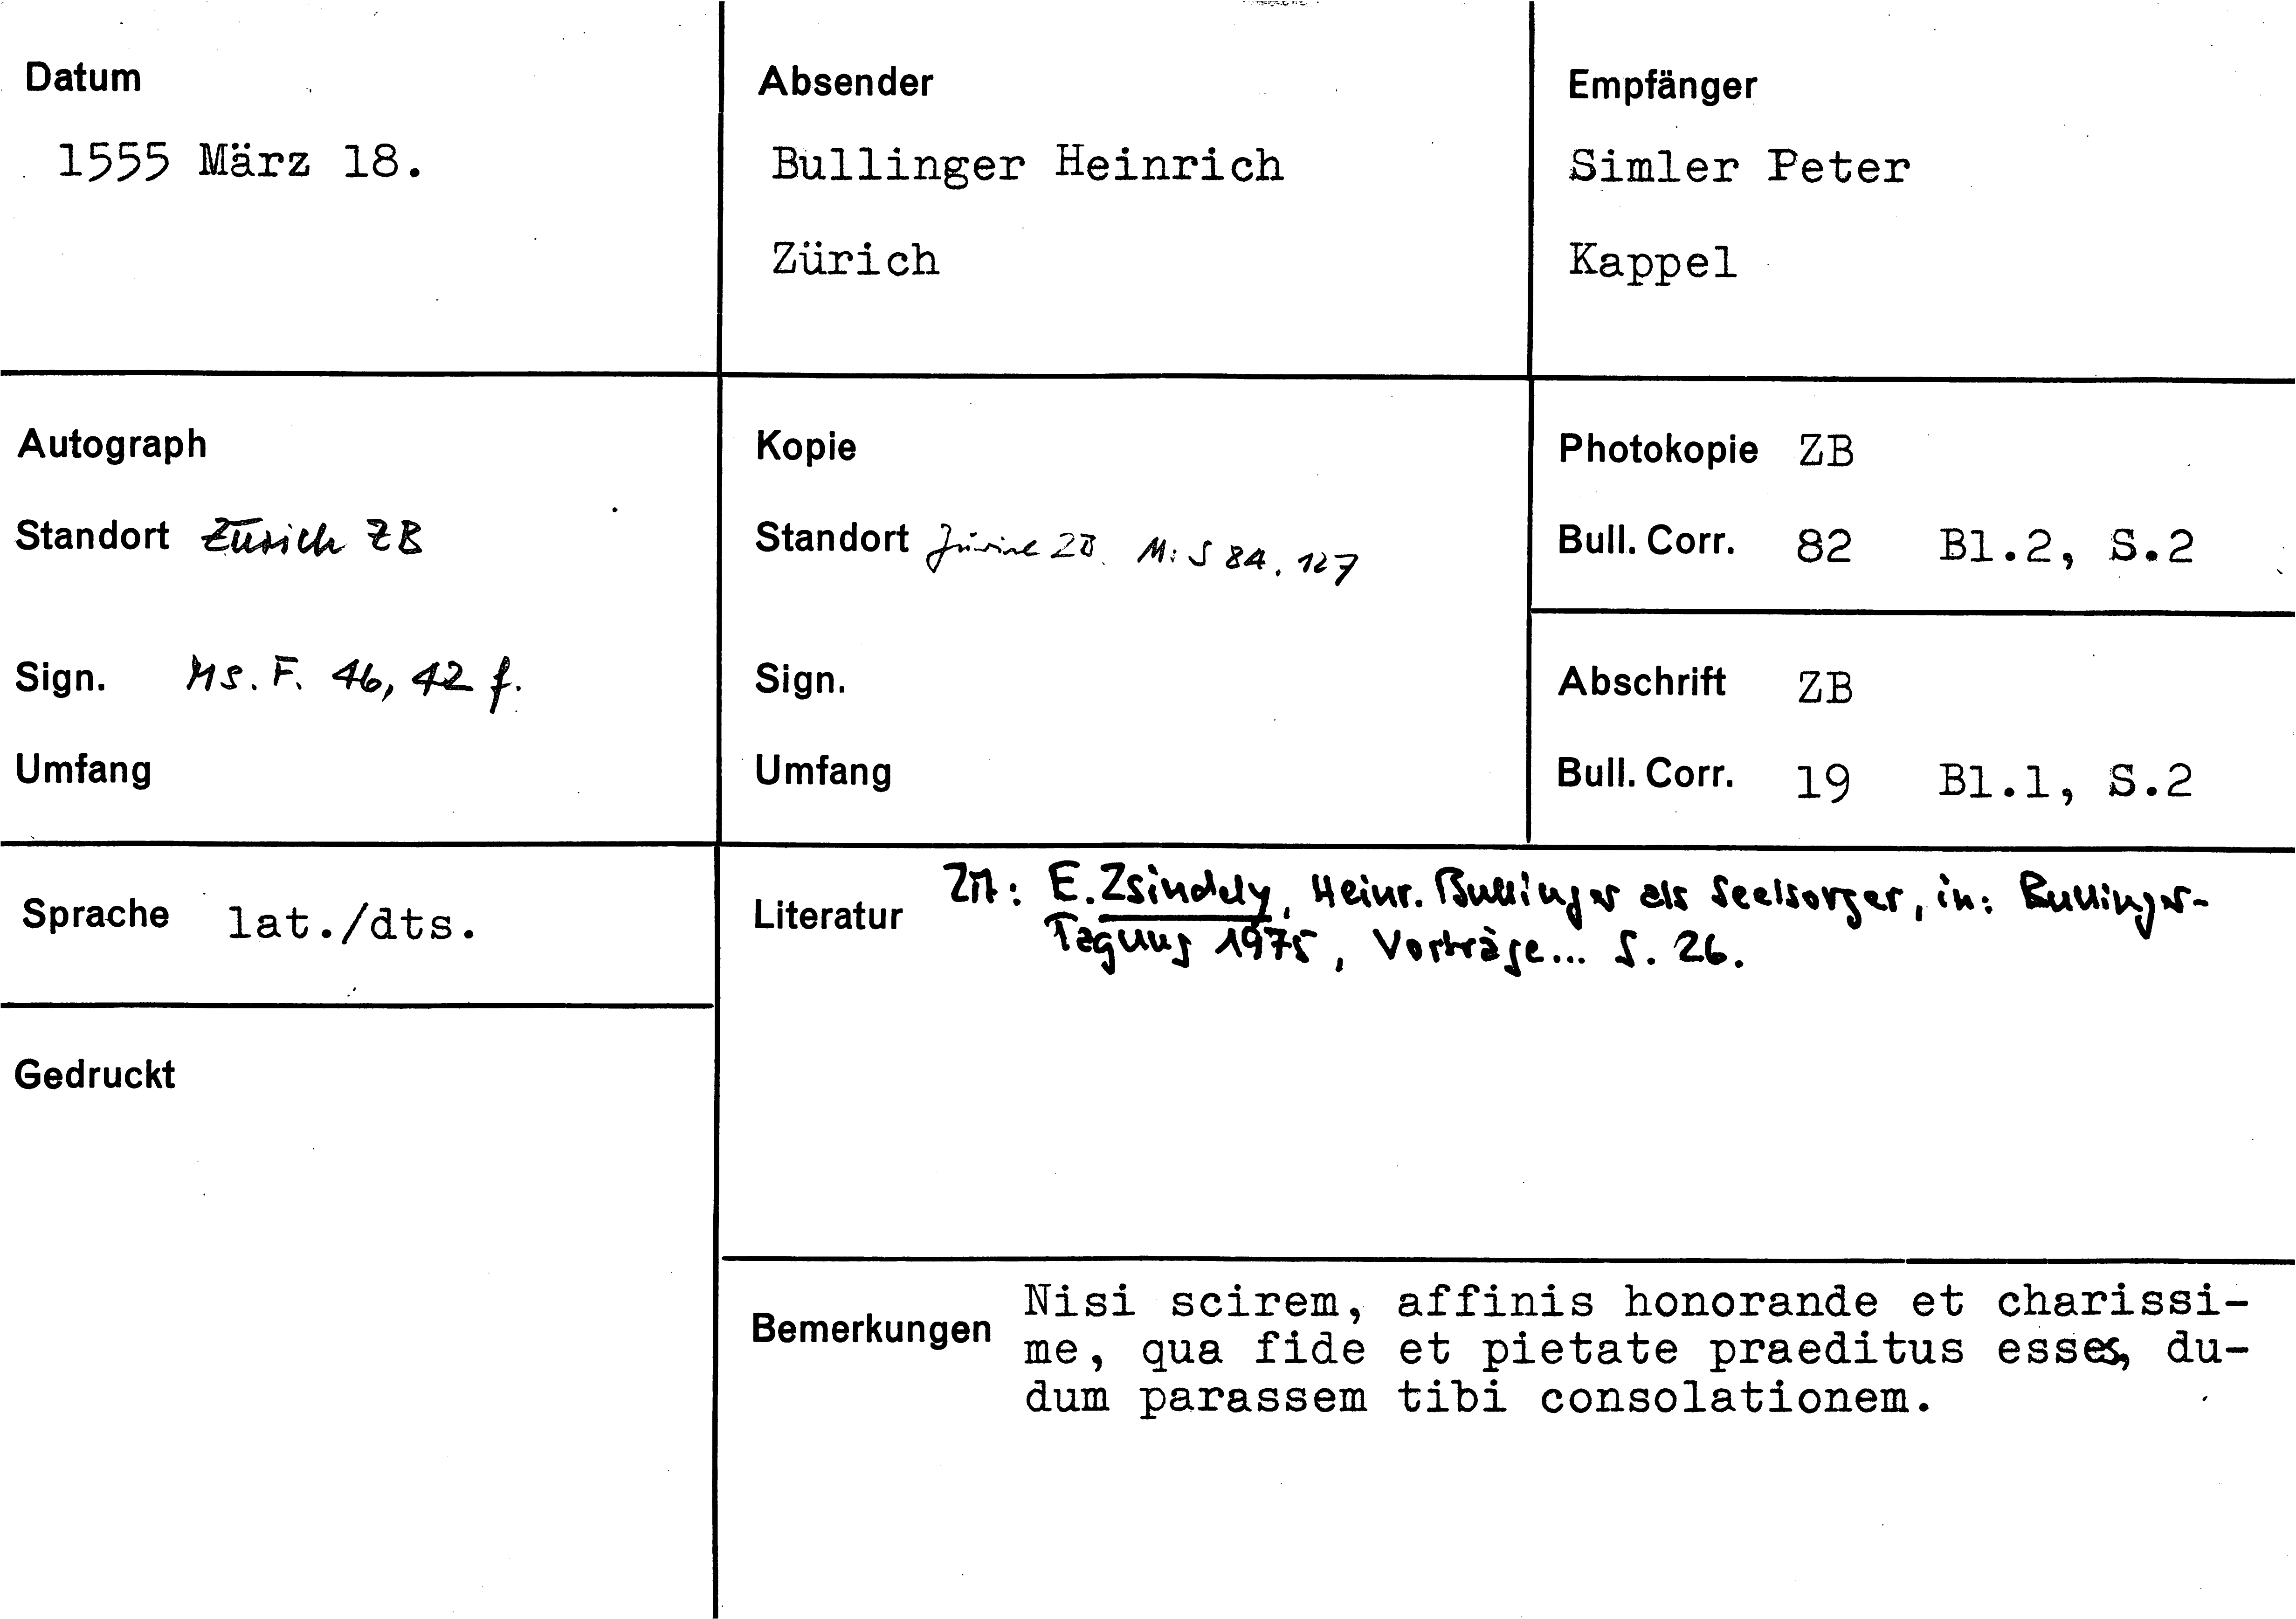 Datum
1555 März 18.
Absender
Bullinger Heinrich
Zürich
Empfänger
Simler Peter
Kappel
Autograph
Standort Zürich ZB
Sign. Ms. F. 46, 42 f.
Umfang
Kopie
Standort Zürich ZB. Ms S 84, 127
Sign.
Umfang
Photokopie ZB
Bull. Corr. 82 Bl.2, S.2
Abschrift ZB
Bull. Corr. 19 Bl.1, S.2
Sprache lat./dts.
Gedruckt
Literatur Zit: E. Zsindely, Heinr. Bullinger als Seelsorger, in: Bullinger-
Tagung 1975, Vorträge... S. 26.
Bemerkungen Nisi scirem, affinis honorande et charissi-
me, qua fide et pietate praeditus esses, du-
dum parassem tibi consolationem.